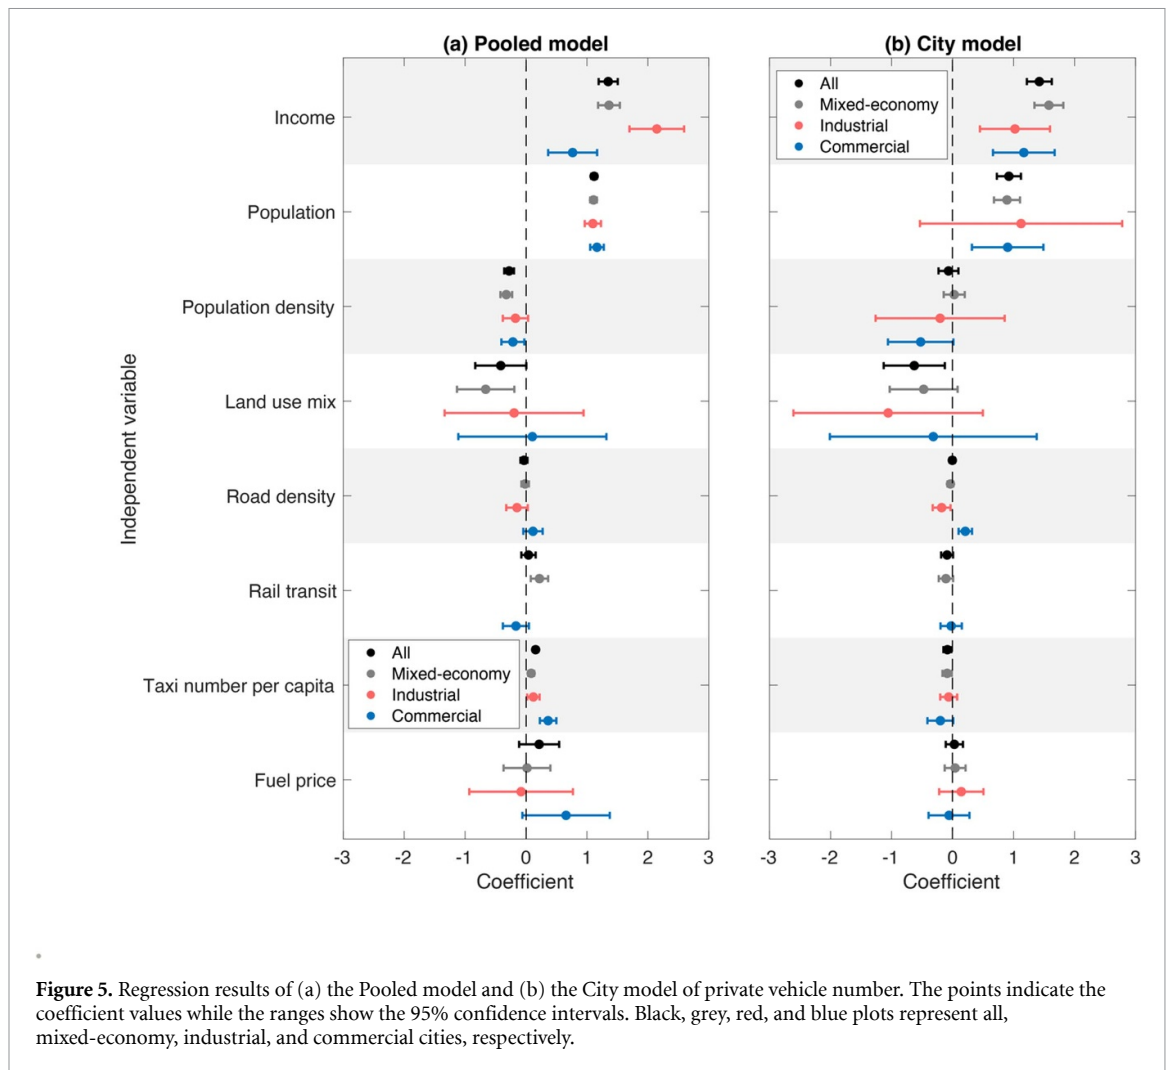 (a) Pooled model
(b) City model
All
Mixed-economy
Industrial
Commercial
Independent variable
Income
Population
Population density
Land use mix
Road density
Rail transit
Taxi number per capita
Fuel price
All
Mixed-economy
Industrial
Commercial
-3 -2 -1 0 1 2 3
-3 -2 -1 0 1 2 3
Coefficient
Coefficient
Figure 5. Regression results of (a) the Pooled model and (b) the City model of private vehicle number. The points indicate the
coefficient values while the ranges show the 95% confidence intervals. Black, grey, red, and blue plots represent all,
mixed-economy, industrial, and commercial cities, respectively.